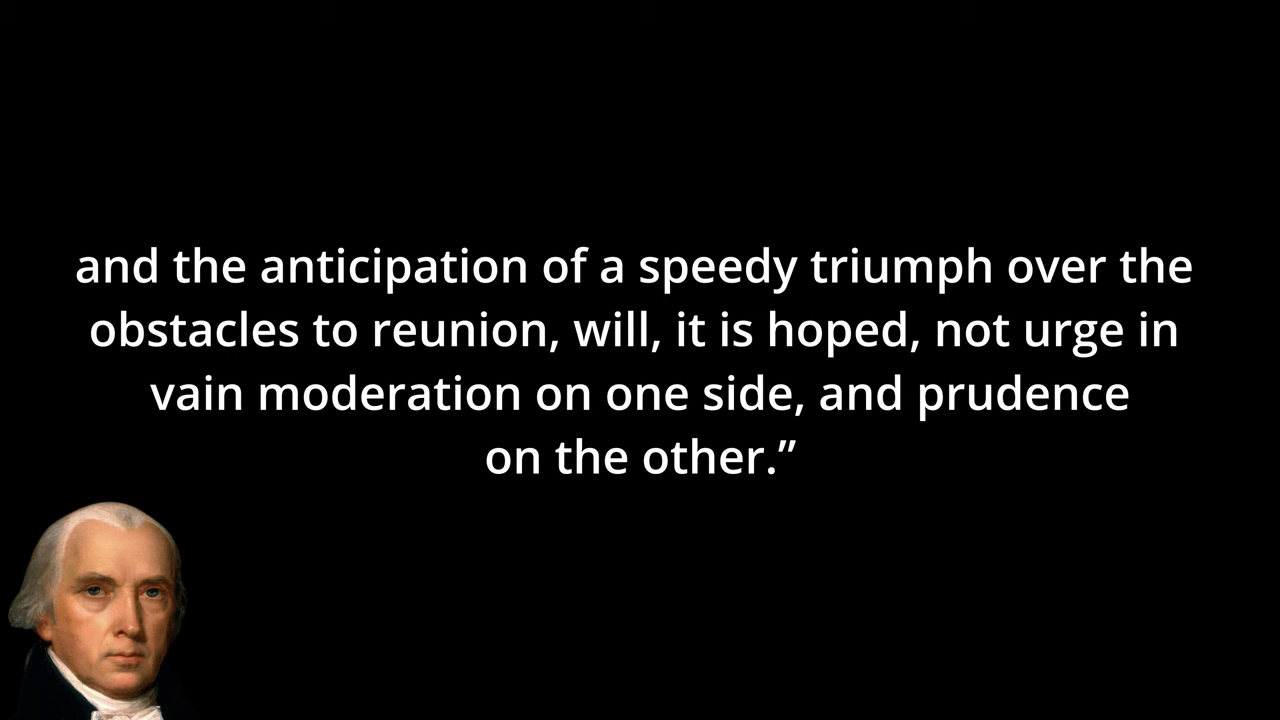 and the anticipation of a speedy triumph over the
obstacles to reunion, will, it is hoped, not urge in
vain moderation on one side, and prudence
on the other.”